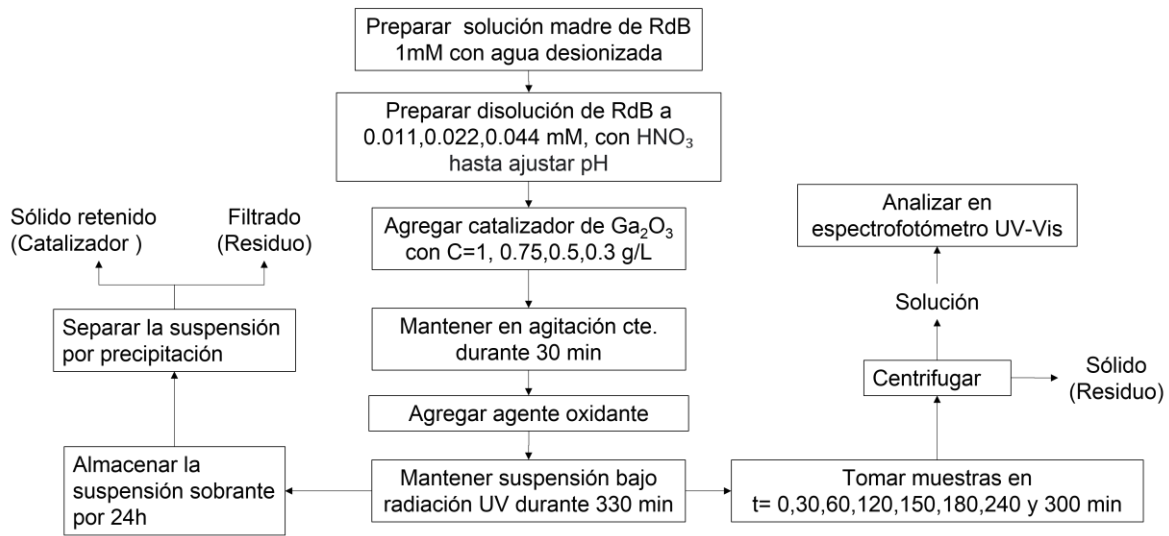 Preparar solución madre de RdB
1mM con agua desionizada
Preparar disolución de RdB a
0.011,0.022,0.044 mM, con HNO₃
hasta ajustar pH
Agregar catalizador de Ga₂O₃
con C=1, 0.75,0.5,0.3 g/L
Mantener en agitación cte.
durante 30 min
Agregar agente oxidante
Mantener suspensión bajo
radiación UV durante 330 min
Almacenar la
suspensión sobrante
por 24h
Separar la suspensión
por precipitación
Sólido retenido
(Catalizador )
Filtrado
(Residuo)
Tomar muestras en
t= 0,30,60,120,150,180,240 y 300 min
Centrifugar
Sólido
(Residuo)
Solución
Analizar en
espectrofotómetro UV-Vis